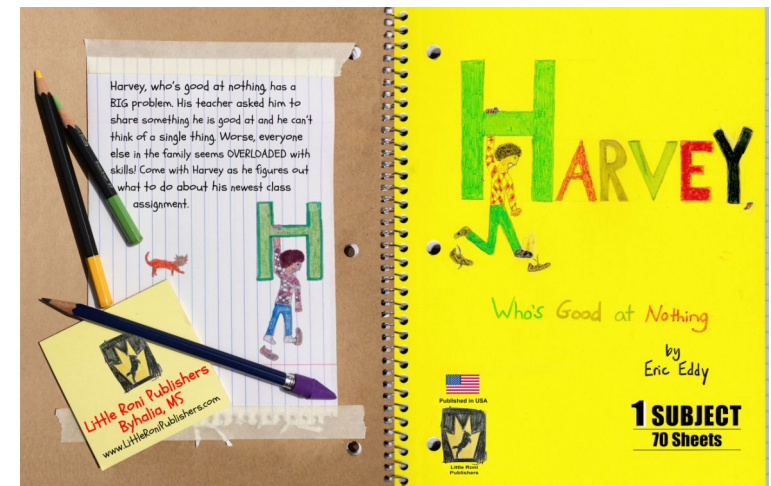 Harvey, who's good at nothing, has a
BIG problem. His teacher asked him to
share something he is good at and he can't
think of a single thing. Worse, everyone
else in the family seems OVERLOADED with
skills! Come with Harvey as he figures out
what to do about his newest class
assignment.
H
Little Roni Publishers
Byhalia, MS
www.LittleRoniPublishers.com
HARVEY
Who's Good at Nothing
by
Eric Eddy
Published in USA
Little Roni
Publishers
1 SUBJECT
70 Sheets